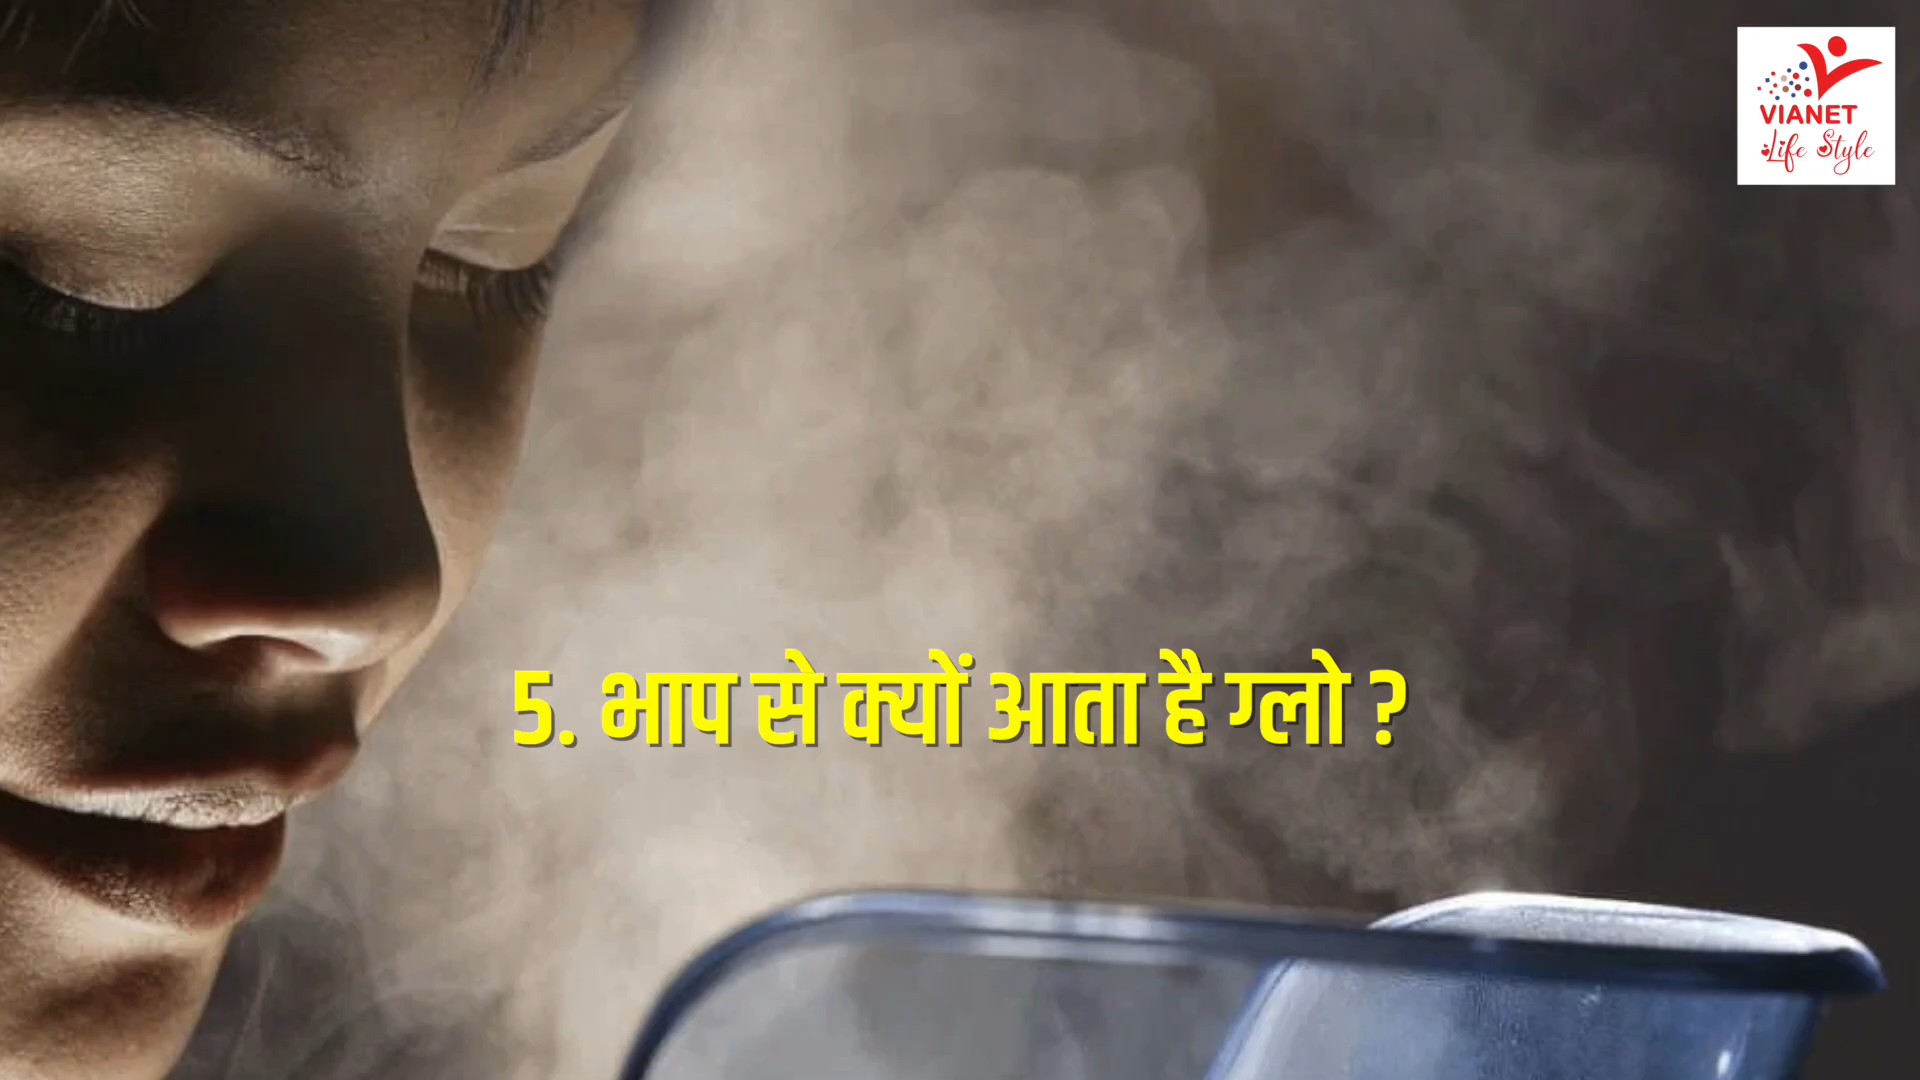 VIANET
Life Style
5. भाप से क्यों आता है ग्लो ?